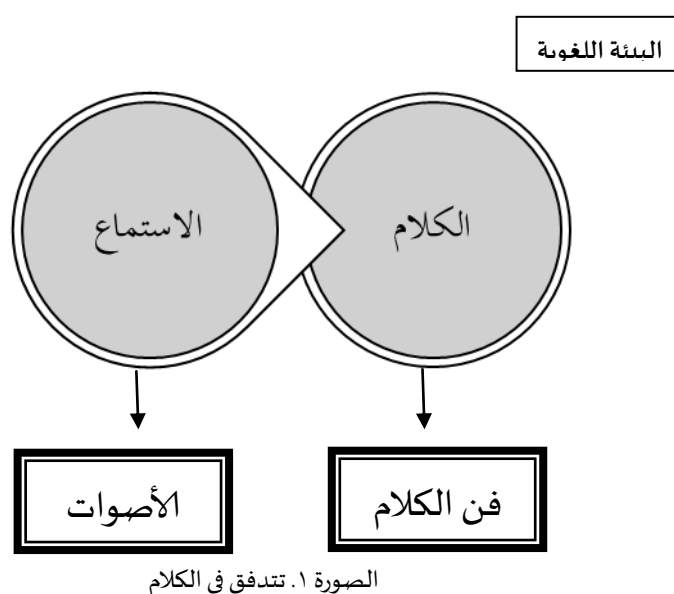 البيئة اللغوية
الكلام
الاستماع
فن الكلام
الأصوات
الصورة ١. تتدفق في الكلام